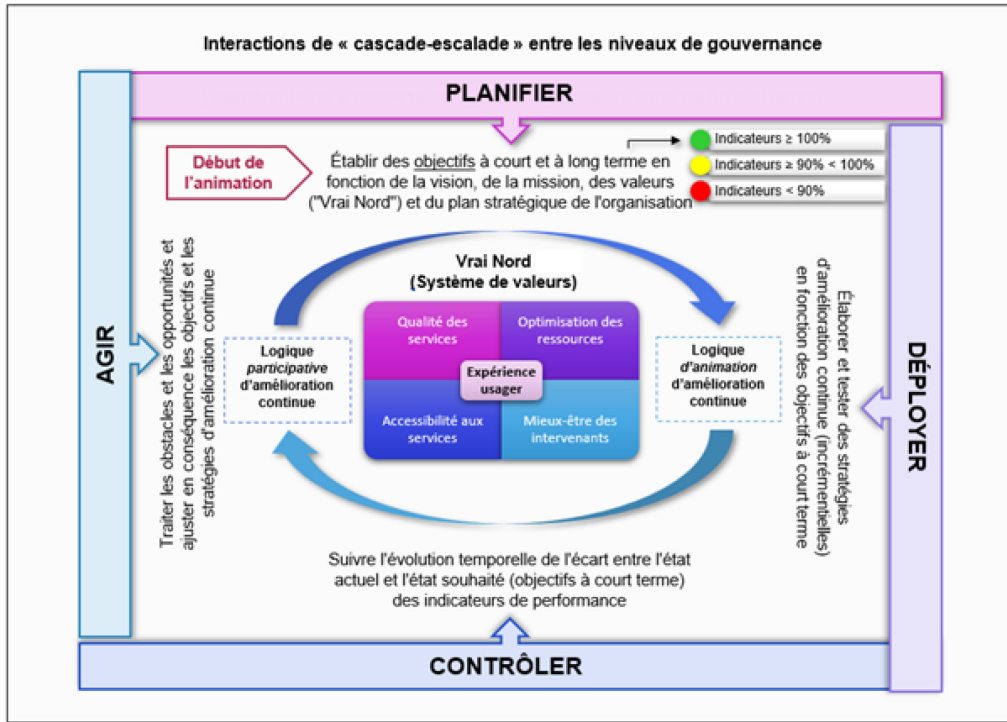 Interactions de « cascade-escalade » entre les niveaux de gouvernance
PLANIFIER
Début de
l'animation
Établir des objectifs à court et à long terme en
fonction de la vision, de la mission, des valeurs
("Vrai Nord") et du plan stratégique de l'organisation
Indicateurs ≥ 100%
Indicateurs ≥ 90% < 100%
Indicateurs < 90%
AGIR
Traiter les obstacles et les opportunités et
ajuster en conséquence les objectifs et les
stratégies d'amélioration continue
Vrai Nord
(Système de valeurs)
Qualité des
services
Optimisation des
ressources
Expérience
usager
Accessibilité aux
services
Mieux-être des
intervenants
Logique
participative
d'amélioration
continue
Logique
d'animation
d'amélioration
continue
Élaborer et tester des stratégies
d'amélioration continue (incrémentielles)
en fonction des objectifs à court terme
DÉPLOYER
Suivre l'évolution temporelle de l'écart entre l'état
actuel et l'état souhaité (objectifs à court terme)
des indicateurs de performance
CONTRÔLER